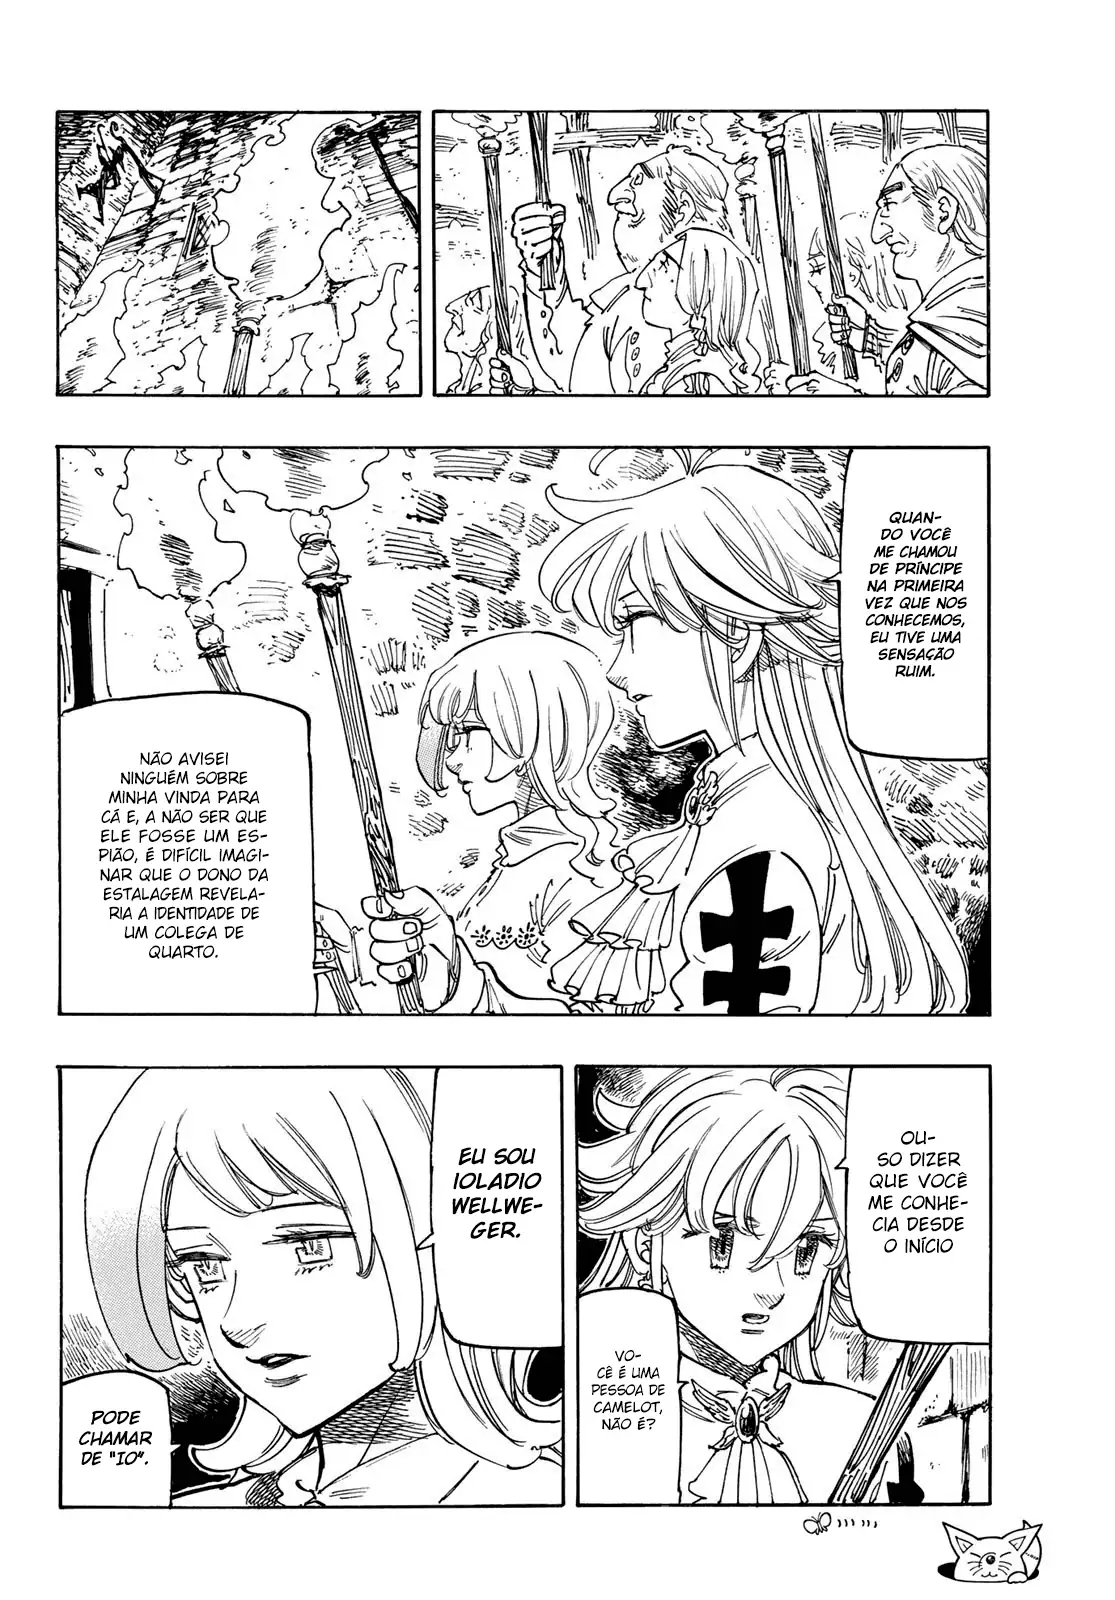 QUAN-
DO VOCÊ
ME CHAMOU
DE PRÍNCIPE
NA PRIMEIRA
VEZ QUE NOS
CONHECEMOS,
EU TIVE UMA
SENSAÇÃO
RUIM.
NÃO AVISEI
NINGUÉM SOBRE
MINHA VINDA PARA
CÁ E, A NÃO SER QUE
ELE FOSSE UM ES-
PIÃO, É DIFÍCIL IMAGI-
NAR QUE O DONO DA
ESTALAGEM REVELA-
RIA A IDENTIDADE DE
UM COLEGA DE
QUARTO.
OU-
SO DIZER
QUE VOCÊ
ME CONHE-
CIA DESDE
O INÍCIO
VO-
CÊ É UMA
PESSOA DE
CAMELOT,
NÃO É?
EU SOU
IOLADIO
WELLWE-
GER.
PODE
CHAMAR
DE "IO".